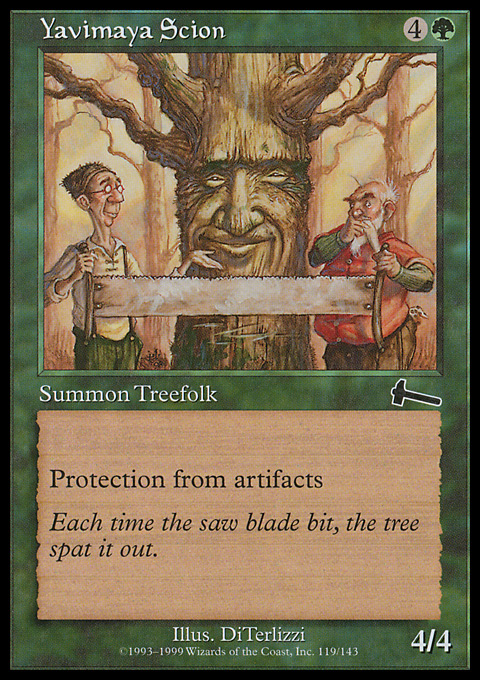 Yavimaya Scion 4
Summon Treefolk
Protection from artifacts
Each time the saw blade bit, the tree
spat it out.
Illus. DiTerlizzi
©1993–1999 Wizards of the Coast, Inc. 119/143
4/4